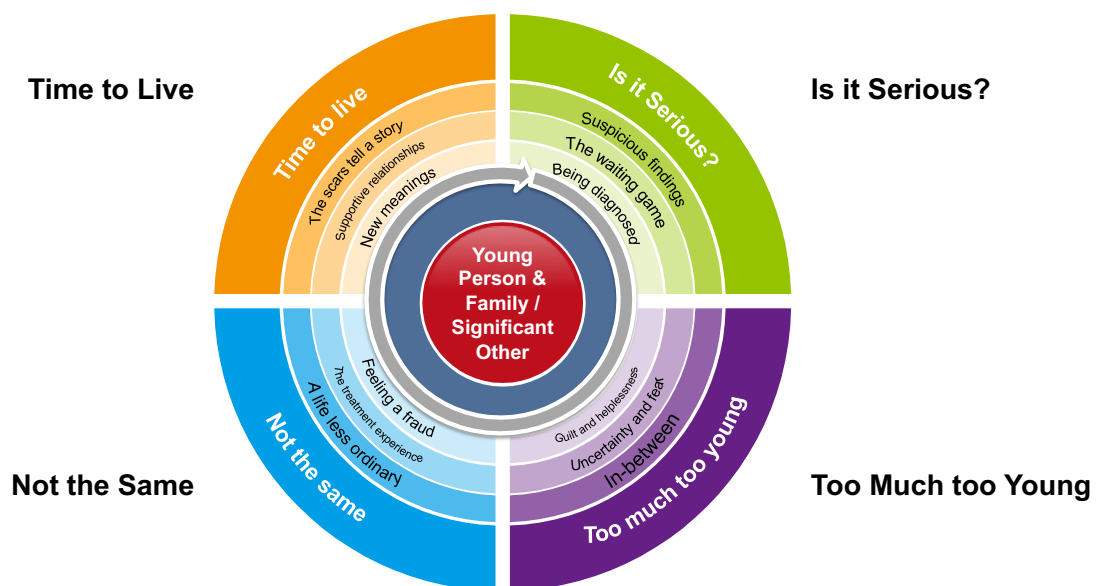 Time to Live
Is it Serious?
Time to live
The scars tell a story
Supportive relationships
New meanings
Is it Serious?
Suspicious findings
The waiting game
Being diagnosed
Young
Person &
Family /
Significant
Other
Feeling a fraud
The treatment experience
A life less ordinary
Not the same
Guilt and helplessness
Uncertainty and fear
In-between
Too much too young
Not the Same
Too Much too Young